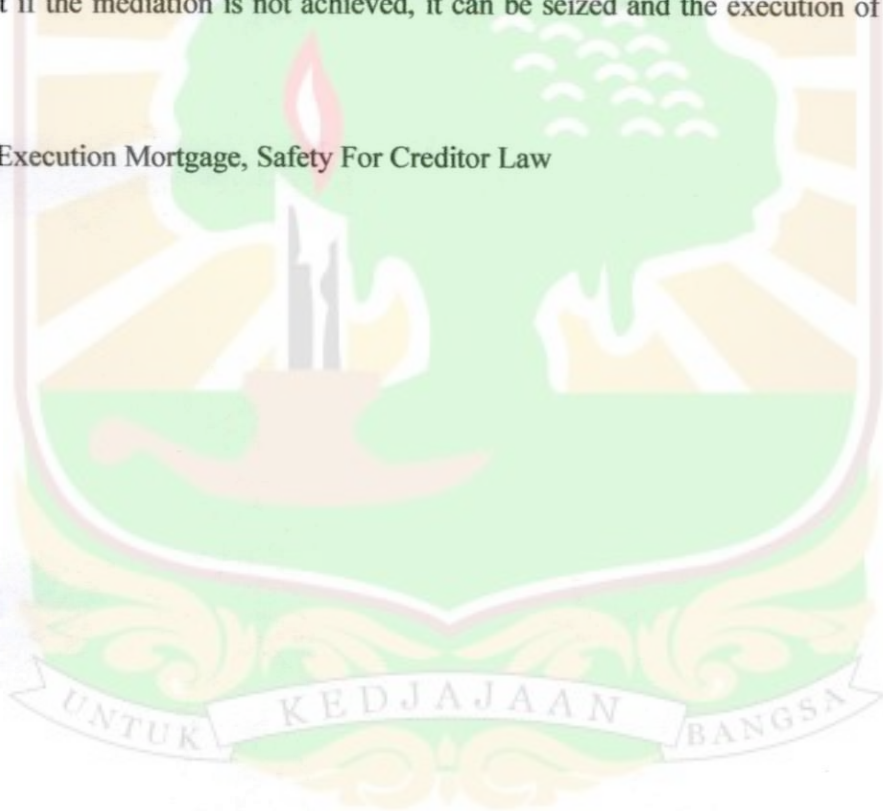 if the mediation is not achieved, it can be seized and the execution of
Execution Mortgage, Safety For Creditor Law
UNTUK KEDJAJAAN BANGSA